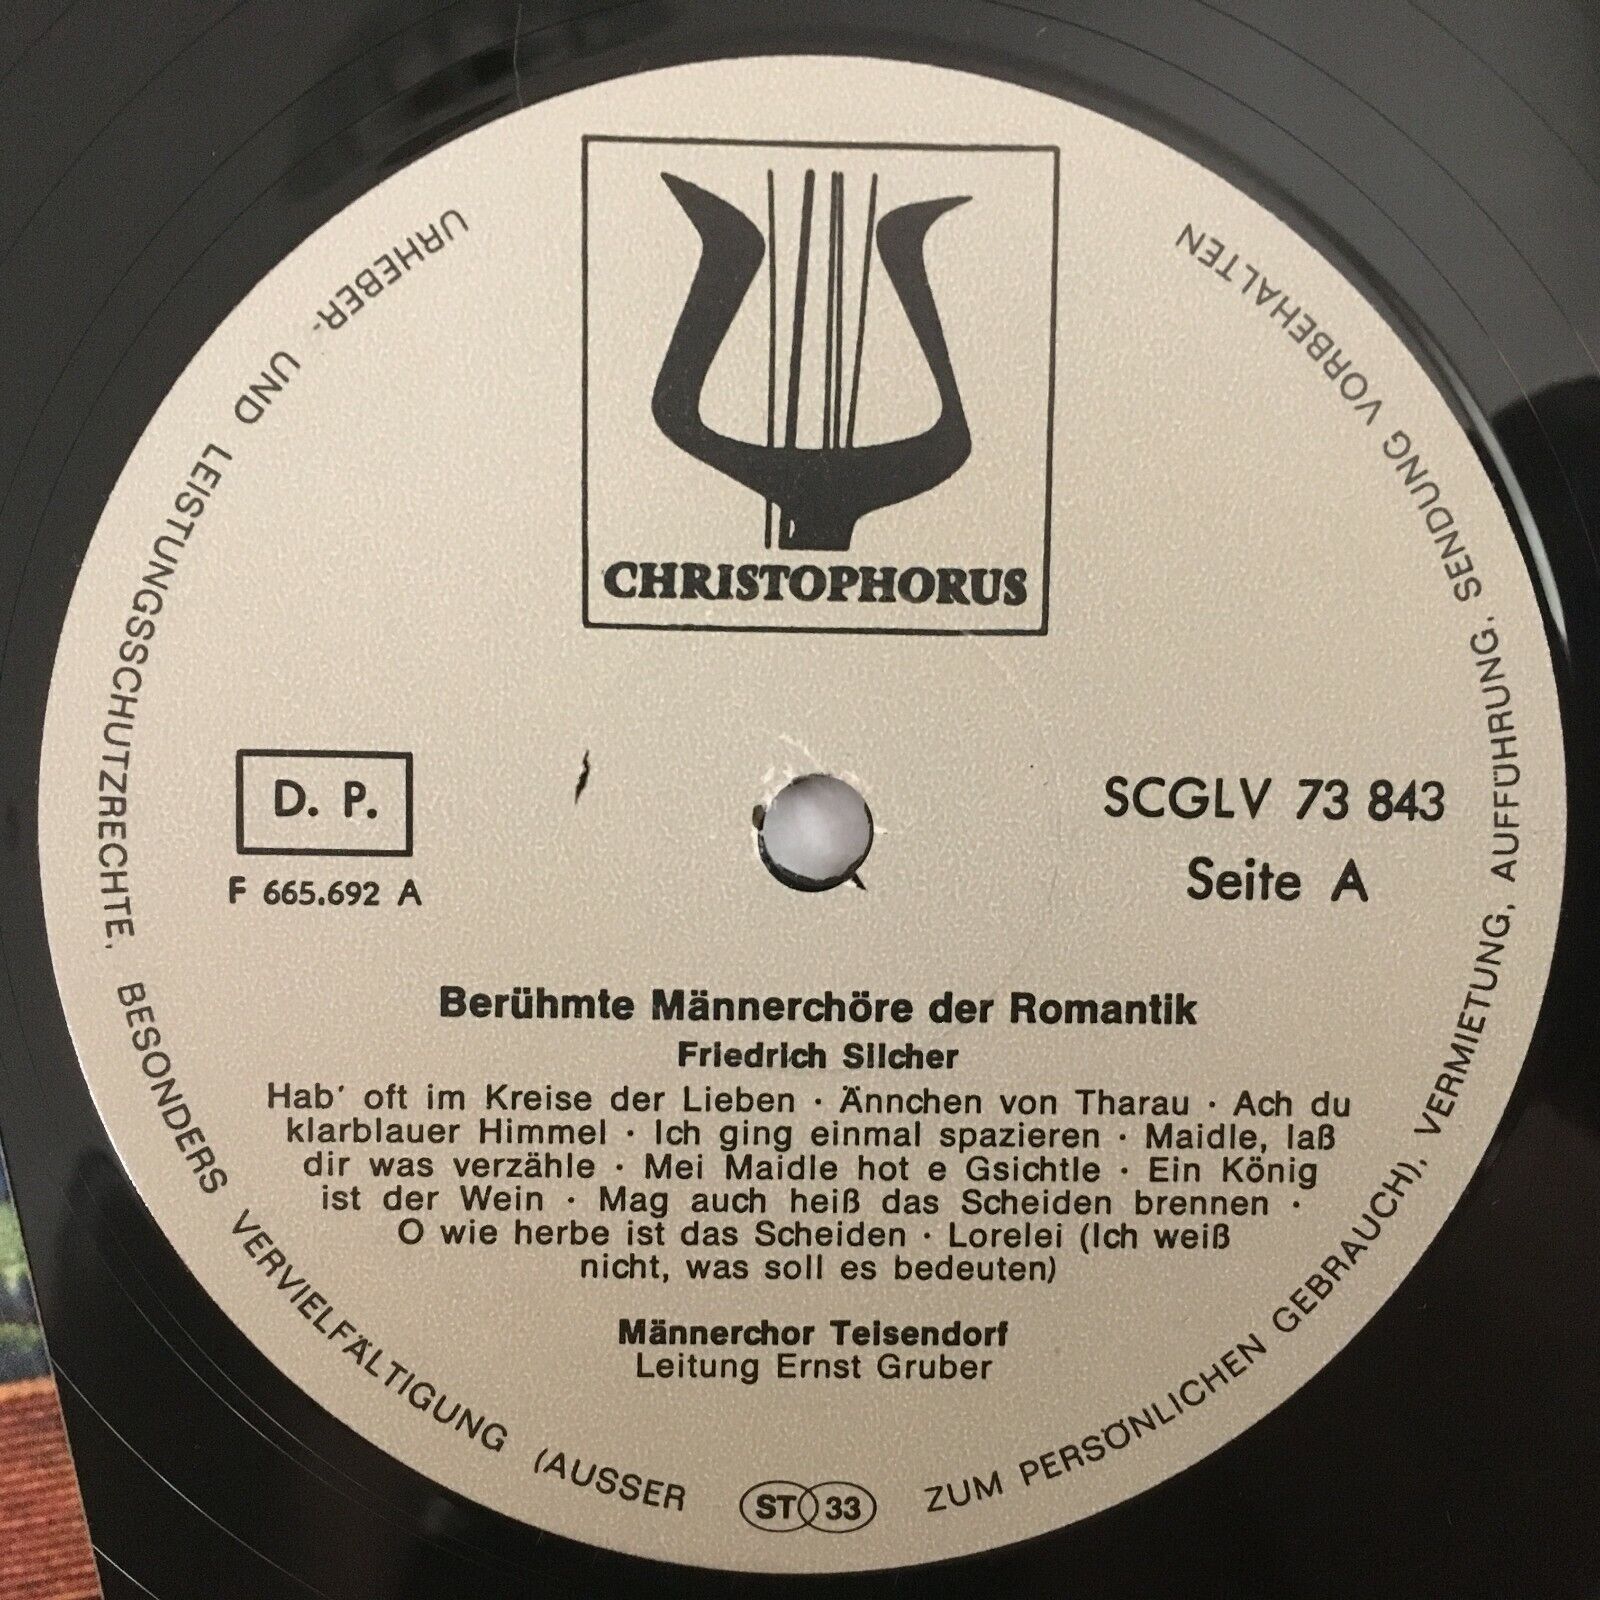 CHRISTOPHORUS
D. P.
F 665.692 A
SCGLV 73 843
Seite A
Berühmte Männerchöre der Romantik
Friedrich Silcher
Hab' oft im Kreise der Lieben · Ännchen von Tharau · Ach du
klarblauer Himmel · Ich ging einmal spazieren · Maidle, laß
dir was verzähle · Mei Maidle hot e Gsichtle · Ein König
ist der Wein · Mag auch heiß das Scheiden brennen ·
O wie herbe ist das Scheiden · Lorelei (Ich weiß
nicht, was soll es bedeuten)
Männerchor Teisendorf
Leitung Ernst Gruber
URHEBER- UND LEISTUNGSSCHUTZRECHTE, BESONDERS VERVIELFÄLTIGUNG (AUSSER ZUM PERSÖNLICHEN GEBRAUCH), VERMIETUNG, AUFFÜHRUNG, SENDUNG VORBEHALTEN
ST 33